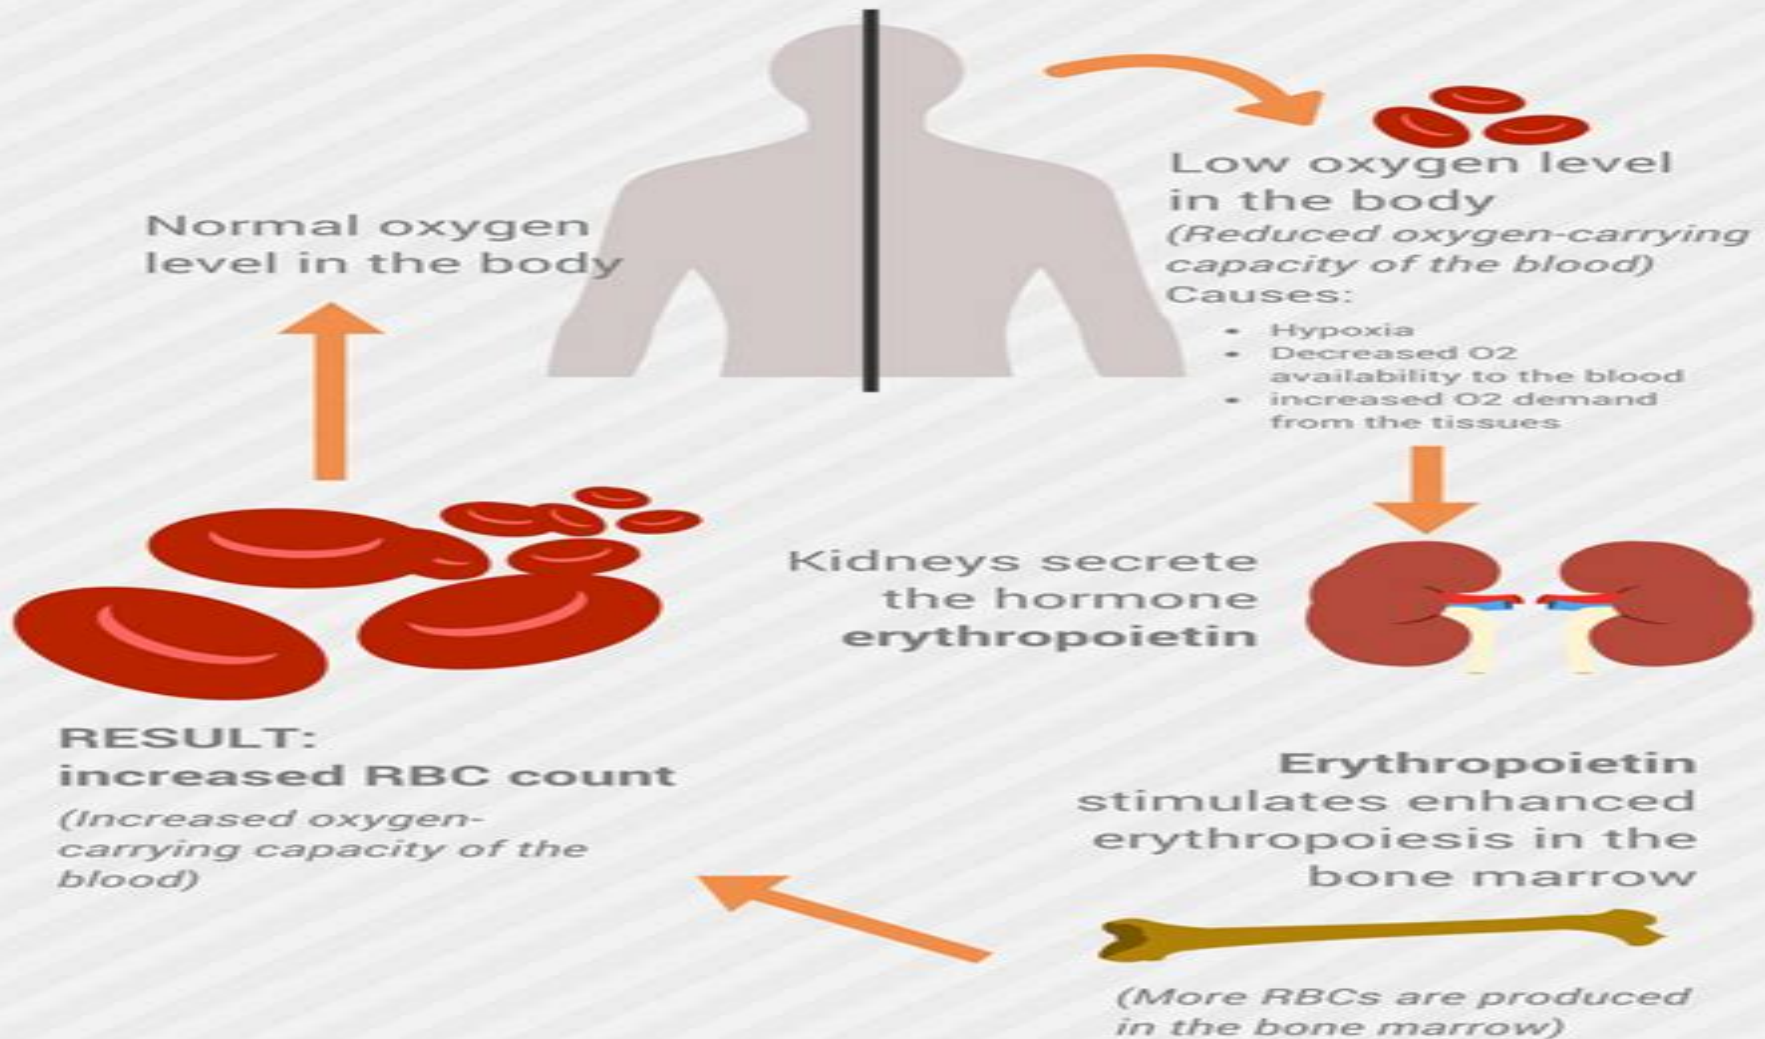 Low oxygen level
in the body
(Reduced oxygen-carrying
capacity of the blood)
Causes:
• Hypoxia
• Decreased O2
availability to the blood
• increased O2 demand
from the tissues
Kidneys secrete
the hormone
erythropoietin
Erythropoietin
stimulates enhanced
erythropoiesis in the
bone marrow
(More RBCs are produced
in the bone marrow)
RESULT:
increased RBC count
(Increased oxygen-
carrying capacity of the
blood)
Normal oxygen
level in the body